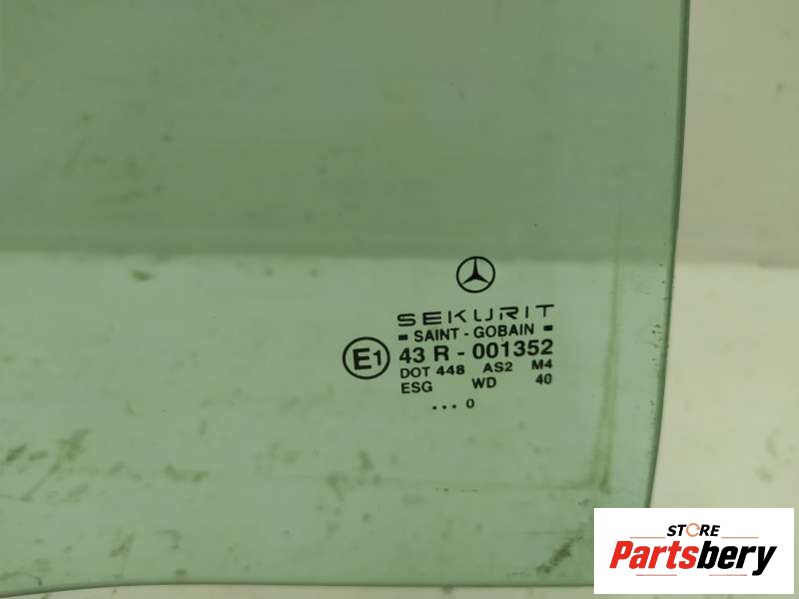 SEKURIT
SAINT - GOBAIN
E1 43 R - 001352
DOT 448 AS2 M4
ESG WD 40
... 0
STORE
Partsbery